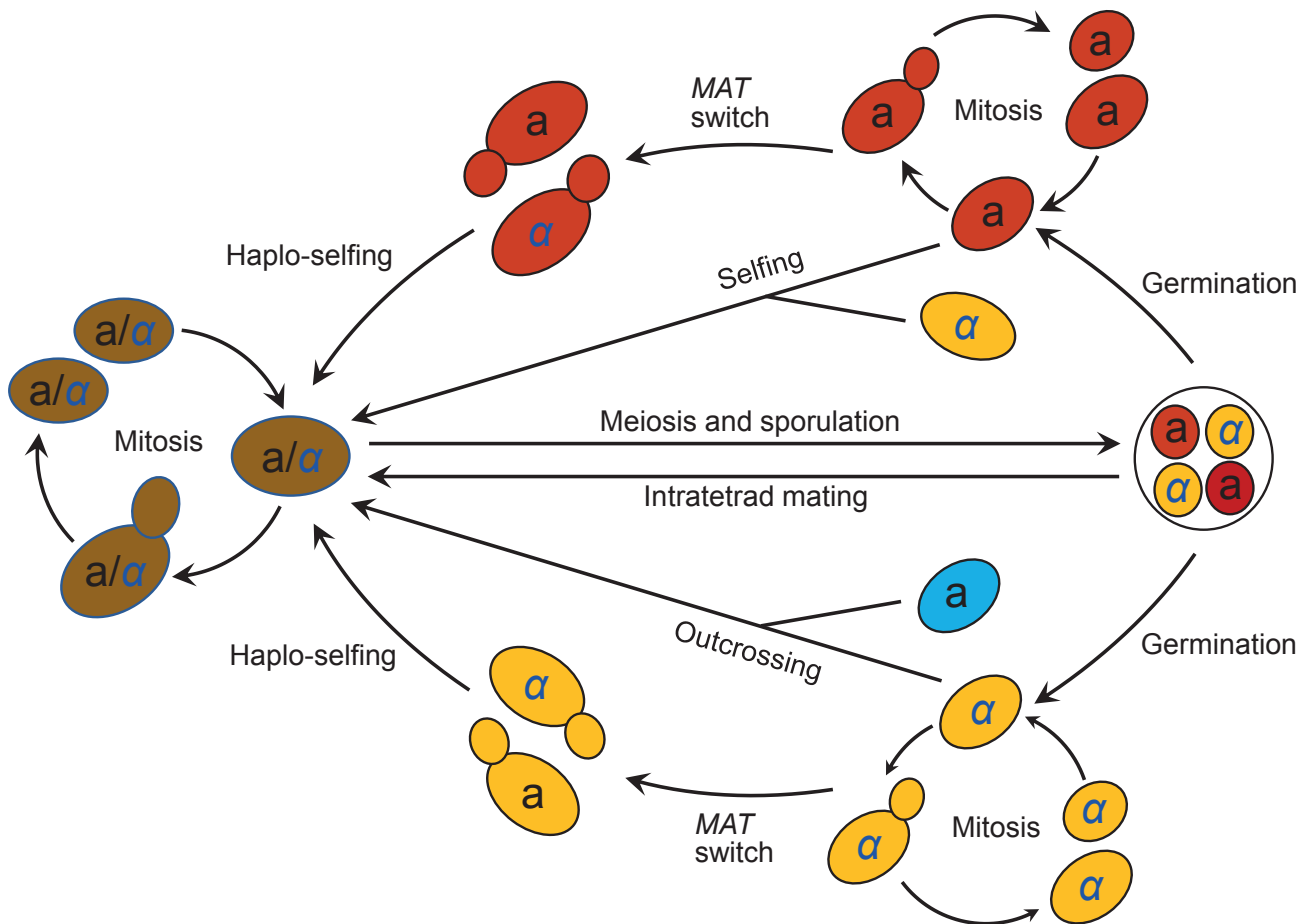 a
a
Mitosis
a
a
MAT
switch
a
α
a
Haplo-selfing
Selfing
α
Germination
a/α
a/α
Mitosis
a/α
a/α
Meiosis and sporulation
Intratetrad mating
a α
α a
a
Outcrossing
Germination
Haplo-selfing
α
a
MAT
switch
α
α
Mitosis
α
α